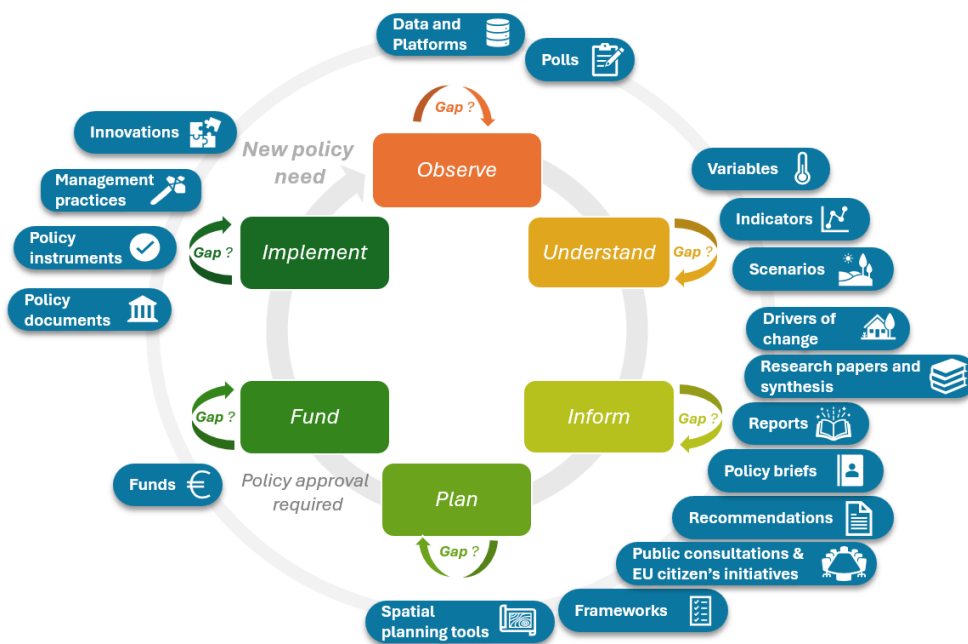 Data and
Platforms
Polls
Gap ?
Observe
New policy
need
Innovations
Management
practices
Policy
instruments
Policy
documents
Gap ?
Implement
Understand
Gap ?
Variables
Indicators
Scenarios
Drivers of
change
Research papers and
synthesis
Reports
Inform
Gap ?
Policy briefs
Recommendations
Public consultations &
EU citizen’s initiatives
Frameworks
Plan
Gap ?
Spatial
planning tools
Policy approval
required
Fund
Gap ?
Funds